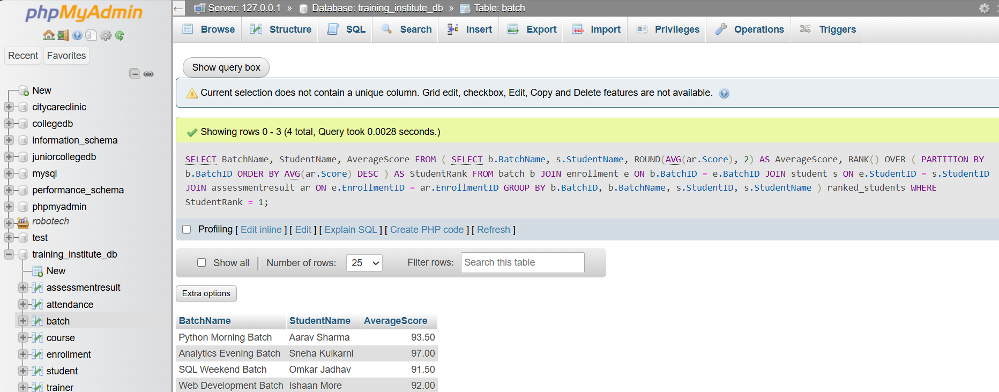 phpMyAdmin
Recent Favorites
New
citycareclinic
collegedb
information_schema
juniorcollegedb
mysql
performance_schema
phpmyadmin
robotech
test
training_institute_db
New
assessmentresult
attendance
batch
course
enrollment
student
trainer
Server: 127.0.0.1 » Database: training_institute_db » Table: batch
Browse Structure SQL Search Insert Export Import Privileges Operations Triggers
Show query box
Current selection does not contain a unique column. Grid edit, checkbox, Edit, Copy and Delete features are not available.
Showing rows 0 - 3 (4 total, Query took 0.0028 seconds.)
SELECT BatchName, StudentName, AverageScore FROM ( SELECT b.BatchName, s.StudentName, ROUND(AVG(ar.Score), 2) AS AverageScore, RANK() OVER ( PARTITION BY
b.BatchID ORDER BY AVG(ar.Score) DESC ) AS StudentRank FROM batch b JOIN enrollment e ON b.BatchID = e.BatchID JOIN student s ON e.StudentID = s.StudentID
JOIN assessmentresult ar ON e.EnrollmentID = ar.EnrollmentID GROUP BY b.BatchID, b.BatchName, s.StudentID, s.StudentName ) ranked_students WHERE
StudentRank = 1;
Profiling [ Edit inline ] [ Edit ] [ Explain SQL ] [ Create PHP code ] [ Refresh ]
Show all | Number of rows: 25 Filter rows: Search this table
Extra options
BatchName StudentName AverageScore
Python Morning Batch Aarav Sharma 93.50
Analytics Evening Batch Sneha Kulkarni 97.00
SQL Weekend Batch Omkar Jadhav 91.50
Web Development Batch Ishaan More 92.00